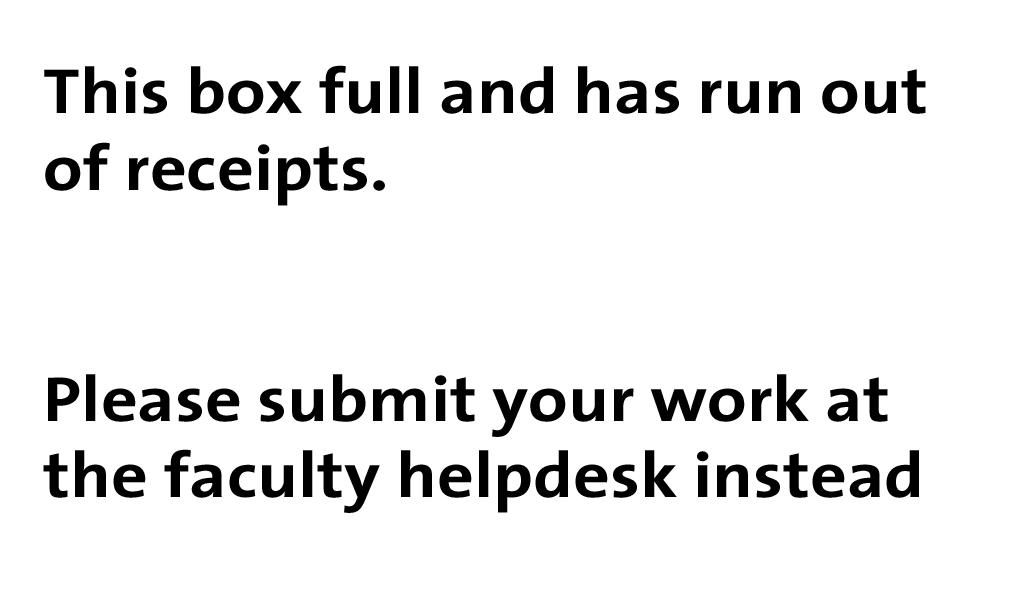 This box full and has run out
of receipts.
Please submit your work at
the faculty helpdesk instead